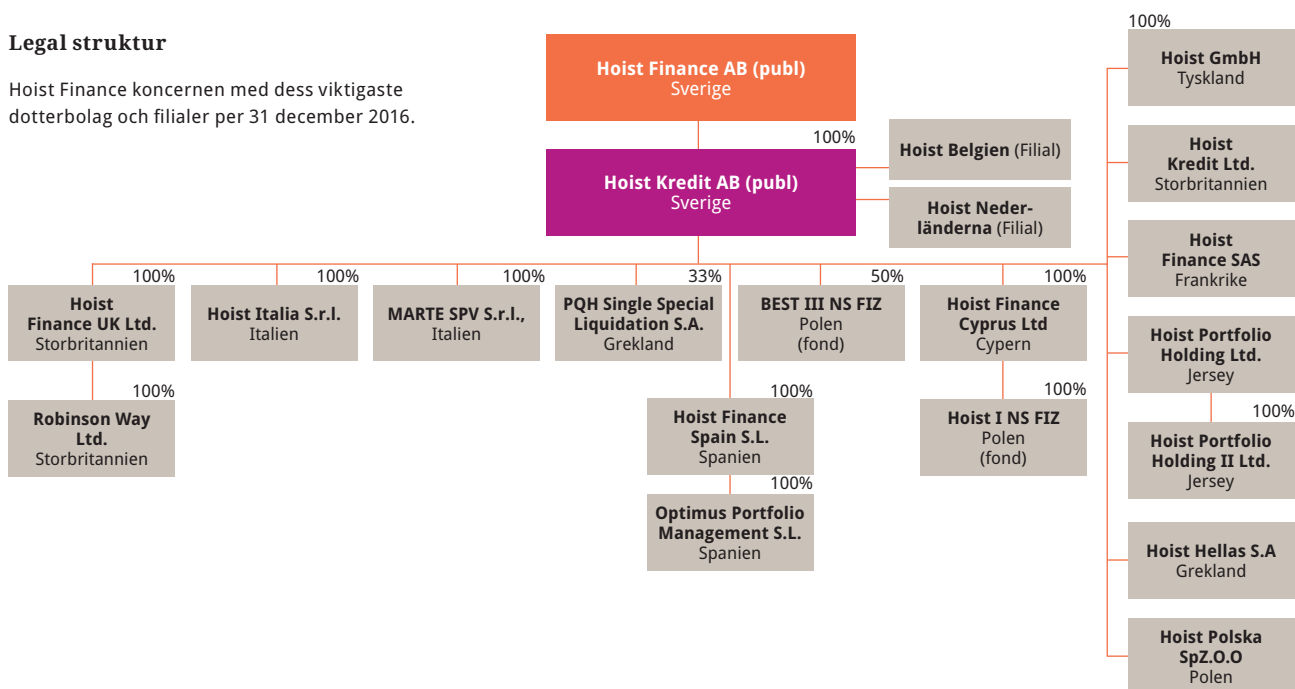 Legal struktur
Hoist Finance koncernen med dess viktigaste
dotterbolag och filialer per 31 december 2016.
Hoist Finance AB (publ)
Sverige
100%
Hoist Kredit AB (publ)
Sverige
Hoist Belgien (Filial)
Hoist Neder-
länderna (Filial)
100%
Hoist
Finance UK Ltd.
Storbritannien
100%
Robinson Way
Ltd.
Storbritannien
100%
Hoist Italia S.r.l.
Italien
100%
MARTE SPV S.r.l.,
Italien
33%
PQH Single Special
Liquidation S.A.
Grekland
100%
Hoist Finance
Spain S.L.
Spanien
100%
Optimus Portfolio
Management S.L.
Spanien
50%
BEST III NS FIZ
Polen
(fond)
100%
Hoist Finance
Cyprus Ltd
Cypern
100%
Hoist I NS FIZ
Polen
(fond)
100%
Hoist GmbH
Tyskland
Hoist
Kredit Ltd.
Storbritannien
Hoist
Finance SAS
Frankrike
Hoist Portfolio
Holding Ltd.
Jersey
100%
Hoist Portfolio
Holding II Ltd.
Jersey
Hoist Hellas S.A
Grekland
Hoist Polska
SpZ.O.O
Polen